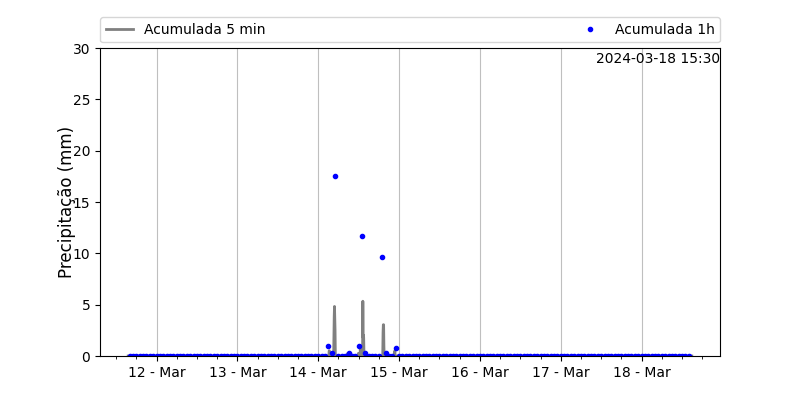 Acumulada 5 min
Acumulada 1h
2024-03-18 15:30
Precipitação (mm)
30
25
20
15
10
5
0
12 - Mar
13 - Mar
14 - Mar
15 - Mar
16 - Mar
17 - Mar
18 - Mar